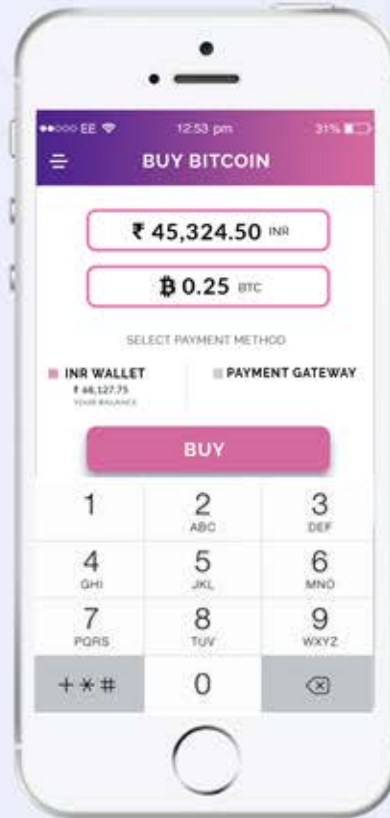 EE 12:53 pm 31%
BUY BITCOIN
₹ 45,324.50 INR
₿ 0.25 BTC
SELECT PAYMENT METHOD
INR WALLET PAYMENT GATEWAY
₹ 68,127.75
YOUR BALANCE
BUY
1 2 3
ABC DEF
4 5 6
GHI JKL MNO
7 8 9
PQRS TUV WXYZ
+*# 0